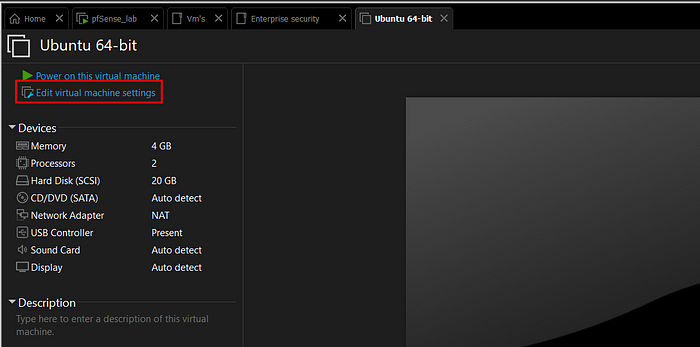 Home pfSense_lab Vm's Enterprise security Ubuntu 64-bit
Ubuntu 64-bit
Power on this virtual machine
Edit virtual machine settings
Devices
Memory 4 GB
Processors 2
Hard Disk (SCSI) 20 GB
CD/DVD (SATA) Auto detect
Network Adapter NAT
USB Controller Present
Sound Card Auto detect
Display Auto detect
Description
Type here to enter a description of this virtual
machine.